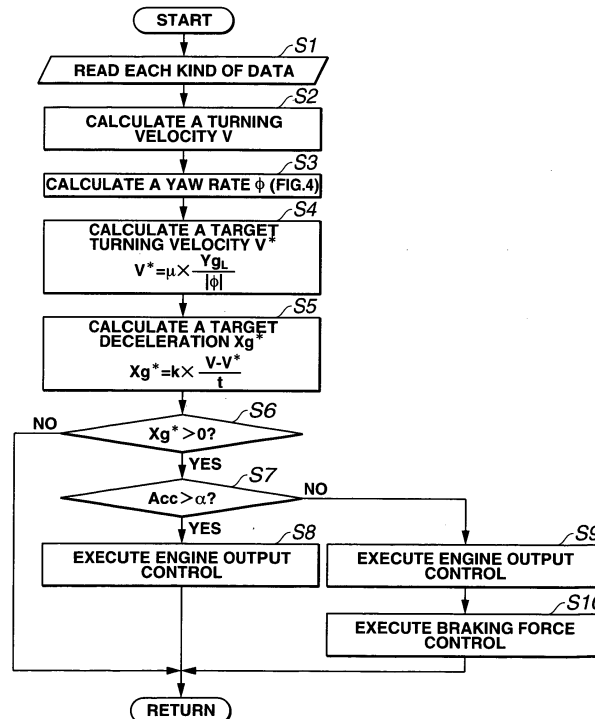 START
S1
READ EACH KIND OF DATA
S2
CALCULATE A TURNING
VELOCITY V
S3
CALCULATE A YAW RATE ϕ (FIG.4)
S4
CALCULATE A TARGET
TURNING VELOCITY V*
V*=μ× YgL / |ϕ|
S5
CALCULATE A TARGET
DECELERATION Xg*
Xg*=k× V-V* / t
S6
NO
Xg*>0?
YES
S7
Acc>α?
NO
YES
S8
EXECUTE ENGINE OUTPUT
CONTROL
S9
EXECUTE ENGINE OUTPUT
CONTROL
S10
EXECUTE BRAKING FORCE
CONTROL
RETURN